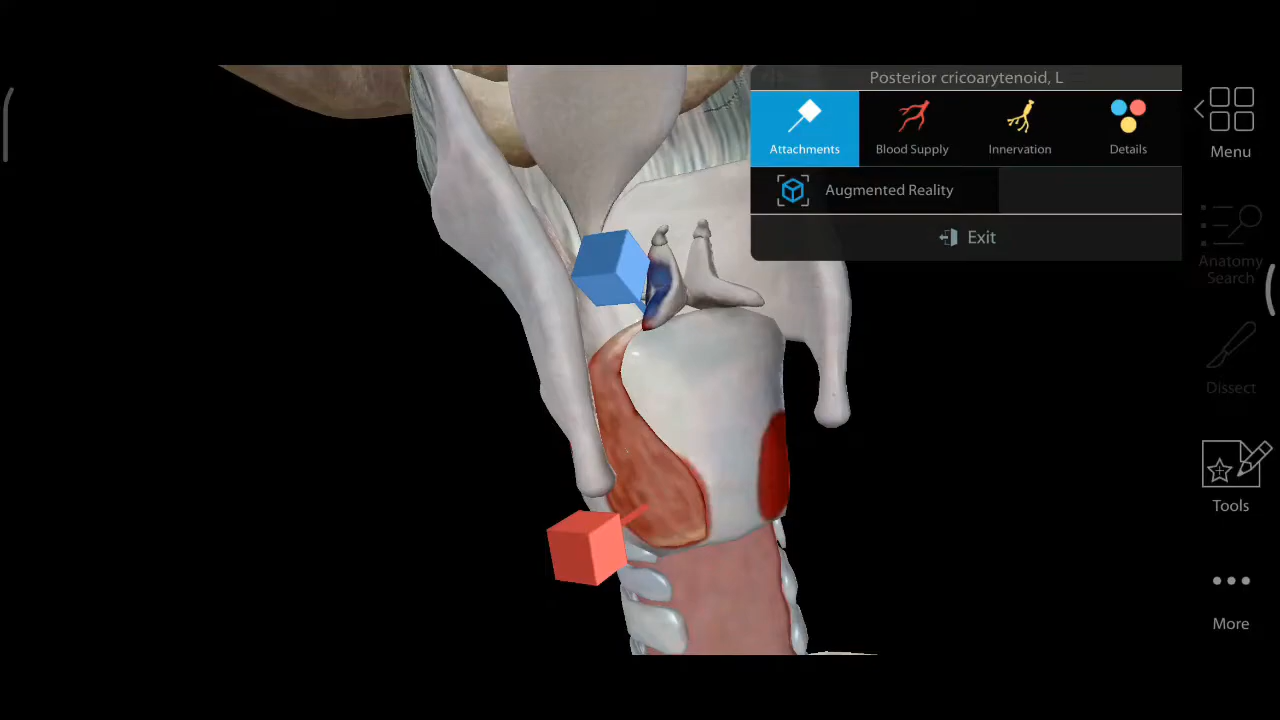 Posterior cricoarytenoid, L
Attachments
Blood Supply
Innervation
Details
Augmented Reality
Exit
Menu
Anatomy
Search
Dissect
Tools
More